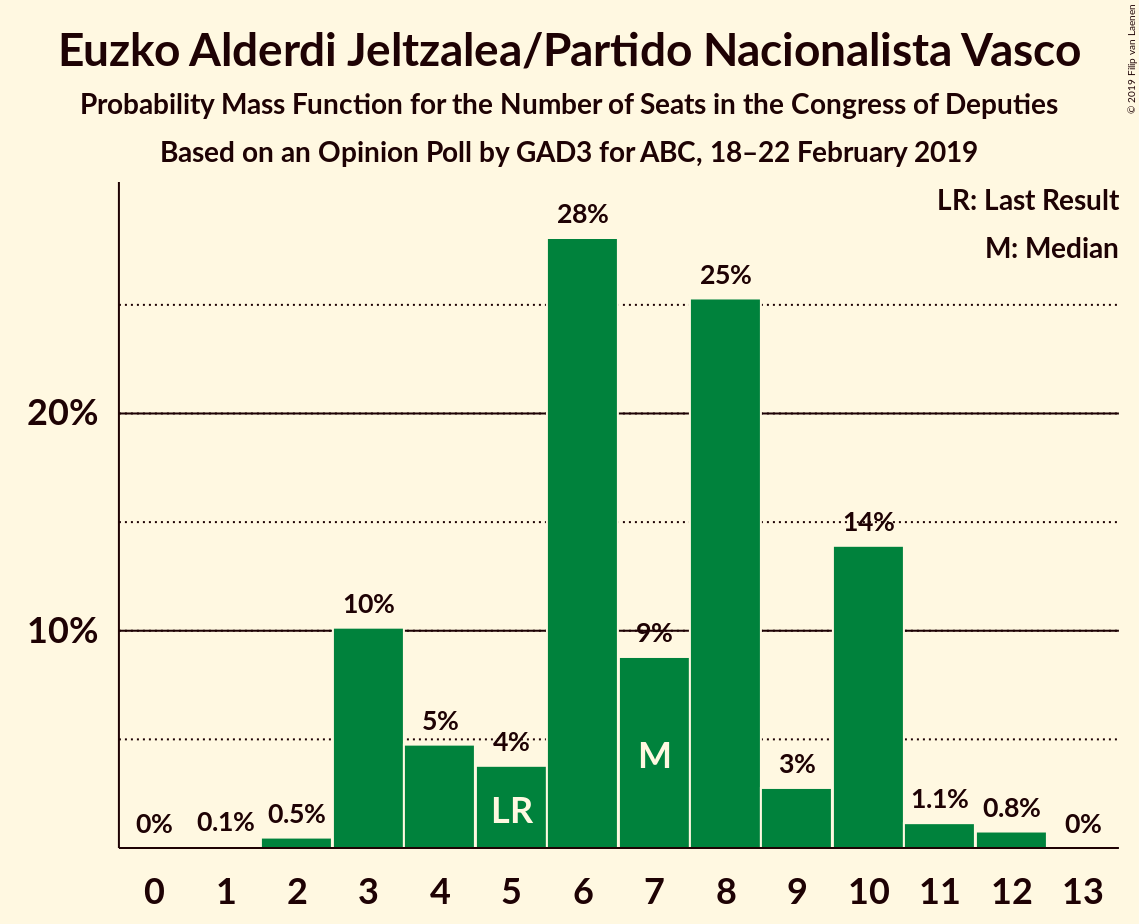 Euzko Alderdi Jeltzalea/Partido Nacionalista Vasco
Probability Mass Function for the Number of Seats in the Congress of Deputies
Based on an Opinion Poll by GAD3 for ABC, 18–22 February 2019
© 2019 Filip van Laenen
LR: Last Result
M: Median
28%
25%
20%
14%
10%
10%
9%
5%
4%
3%
1.1%
0.8%
0.5%
0.1%
0%
0%
M
LR
0 1 2 3 4 5 6 7 8 9 10 11 12 13